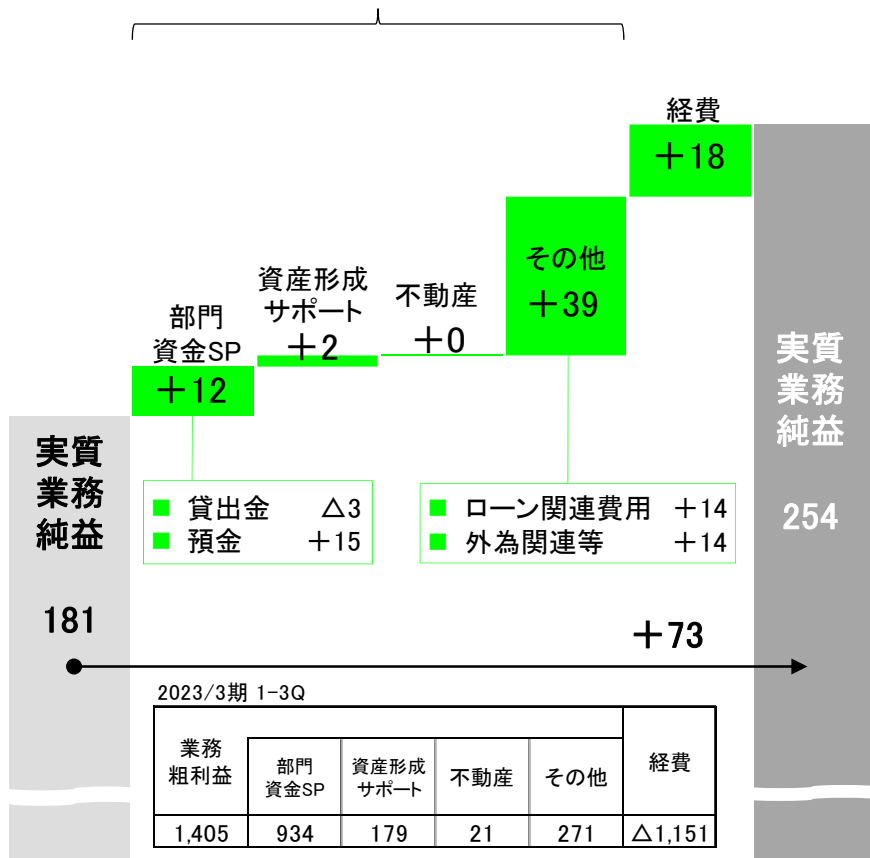 経費
＋18
その他
＋39
不動産
＋0
資産形成
サポート
＋2
部門
資金SP
＋12
実質
業務
純益
181
実質
業務
純益
254
■ 貸出金 △3
■ 預金 ＋15
■ ローン関連費用 ＋14
■ 外為関連等 ＋14
＋73
2023/3期 1-3Q
業務
粗利益
部門
資金SP
資産形成
サポート
不動産
その他
経費
1,405 934 179 21 271 △1,151